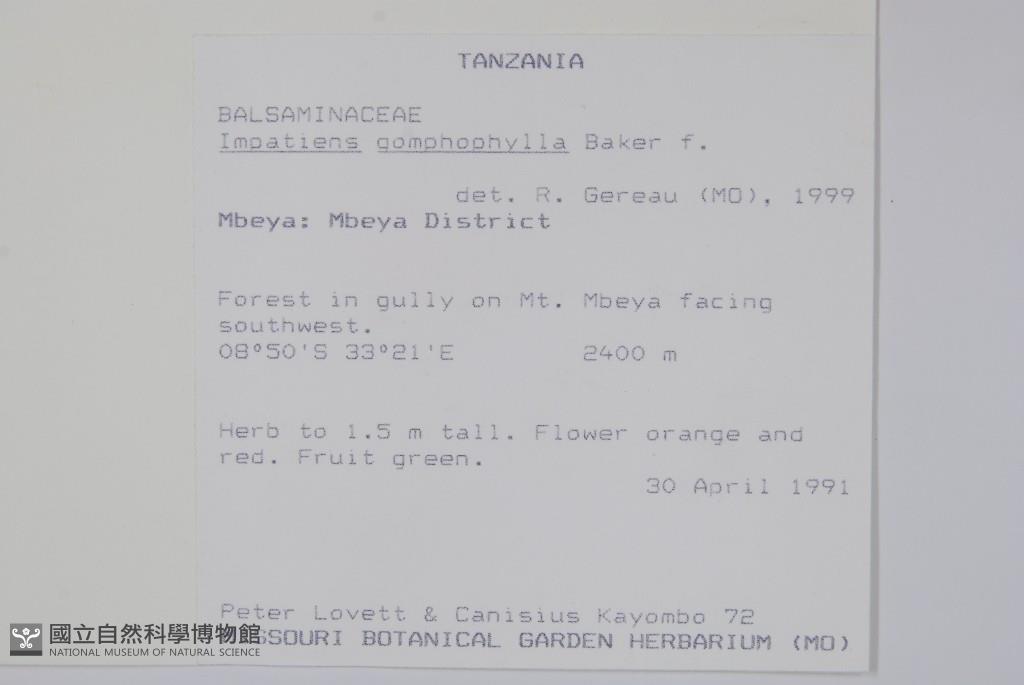 TANZANIA
BALSAMINACEAE
Impatiens gomphophylla Baker f.
det. R. Gereau (MO), 1999
Mbeya: Mbeya District
Forest in gully on Mt. Mbeya facing
southwest.
08°50'S 33°21'E 2400 m
Herb to 1.5 m tall. Flower orange and
red. Fruit green.
30 April 1991
Peter Lovett & Canisius Kayombo 72
SSOURI BOTANICAL GARDEN HERBARIUM (MO)
國立自然科學博物館
NATIONAL MUSEUM OF NATURAL SCIENCE